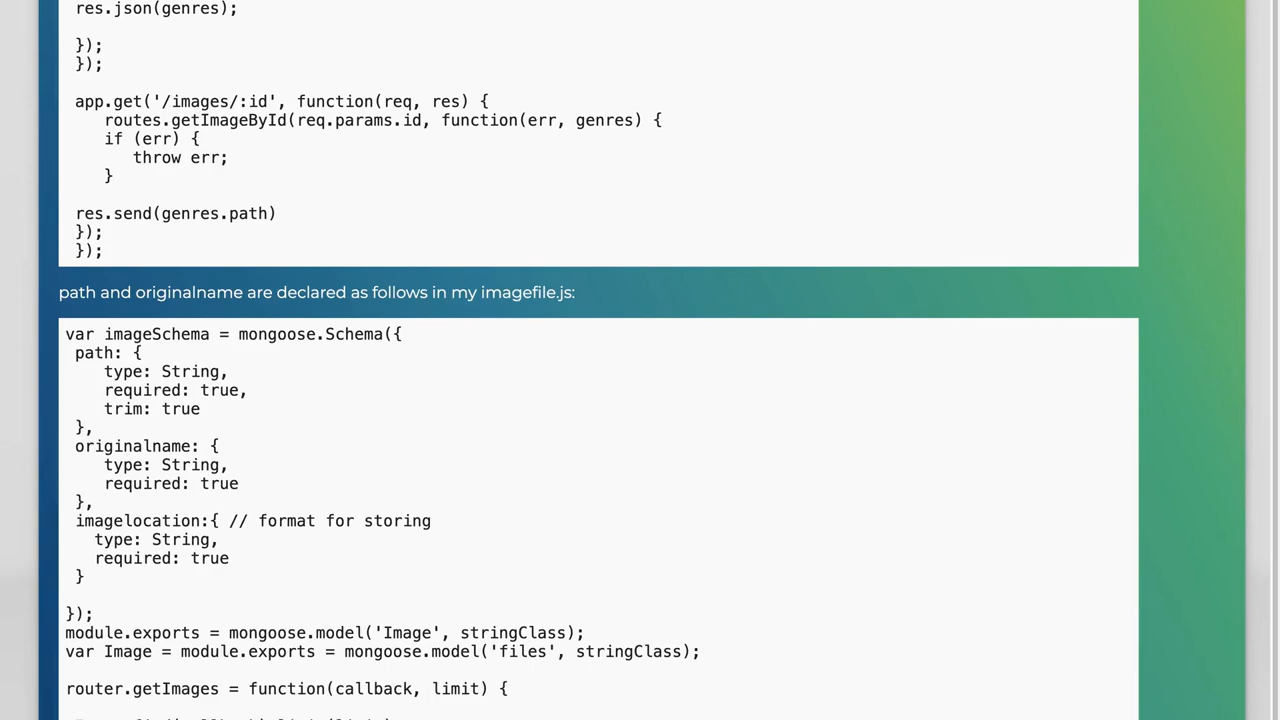 res.json(genres);
});
});
app.get('/images/:id', function(req, res) {
routes.getImageById(req.params.id, function(err, genres) {
if (err) {
throw err;
}
res.send(genres.path)
});
});
path and originalname are declared as follows in my imagefile.js:
var imageSchema = mongoose.Schema({
path: {
type: String,
required: true,
trim: true
},
originalname: {
type: String,
required: true
},
imagelocation:{ // format for storing
type: String,
required: true
}
});
module.exports = mongoose.model('Image', stringClass);
var Image = module.exports = mongoose.model('files', stringClass);
router.getImages = function(callback, limit) {